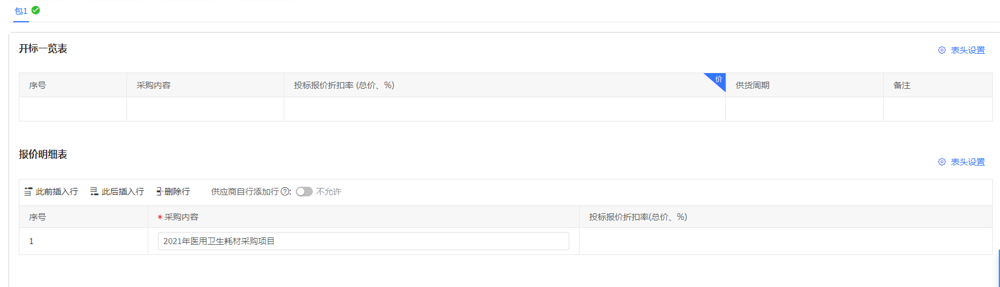 包1
开标一览表
表头设置
序号 采购内容 投标报价折扣率 (总价、%) 价 供货周期 备注
报价明细表
表头设置
此前插入行 此后插入行 删除行 供应商自行添加行?: 不允许
序号 * 采购内容 投标报价折扣率(总价、%)
1 2021年医用卫生耗材采购项目